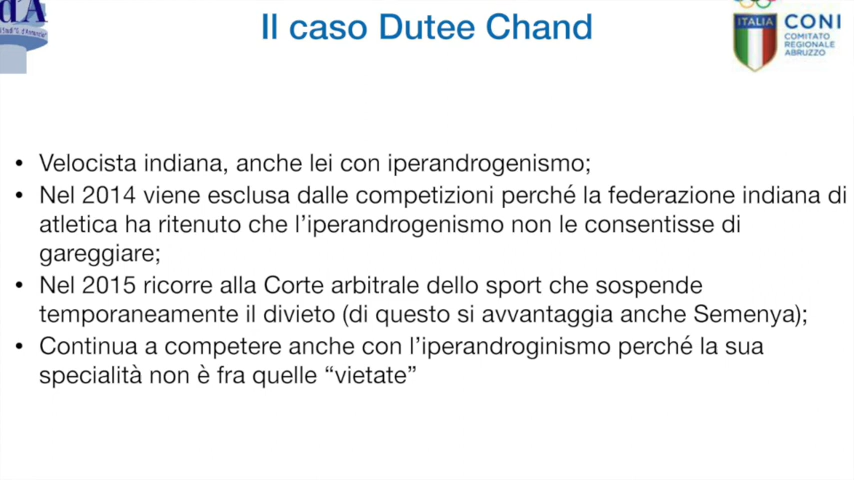 d'A
Il caso Dutee Chand
ITALIA
CONI
COMITATO
REGIONALE
ABRUZZO
• Velocista indiana, anche lei con iperandrogenismo;
• Nel 2014 viene esclusa dalle competizioni perché la federazione indiana di
atletica ha ritenuto che l’iperandrogenismo non le consentisse di
gareggiare;
• Nel 2015 ricorre alla Corte arbitrale dello sport che sospende
temporaneamente il divieto (di questo si avvantaggia anche Semenya);
• Continua a competere anche con l’iperandroginismo perché la sua
specialità non è fra quelle “vietate”